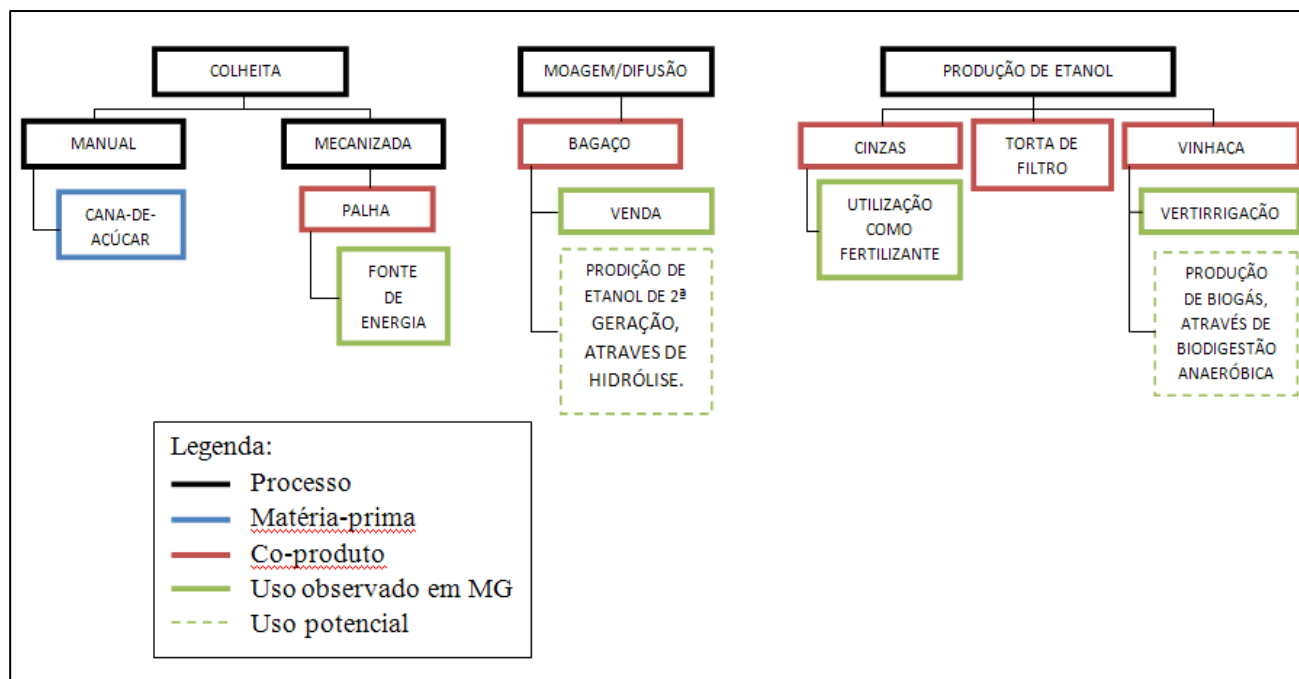 COLHEITA
MOAGEM/DIFUSÃO
PRODUÇÃO DE ETANOL
MANUAL
MECANIZADA
BAGAÇO
CINZAS
TORTA DE
FILTRO
VINHACA
CANA-DE-
AÇÚCAR
PALHA
VENDA
UTILIZAÇÃO
COMO
FERTILIZANTE
VERTIRRIGAÇÃO
FONTE
DE
ENERGIA
PRODIÇÃO DE
ETANOL DE 2ª
GERAÇÃO,
ATRAVES DE
HIDRÓLISE.
PRODUÇÃO
DE BIOGÁS,
ATRAVÉS DE
BIODIGESTÃO
ANAERÓBICA
Legenda:
Processo
Matéria-prima
Co-produto
Uso observado em MG
Uso potencial